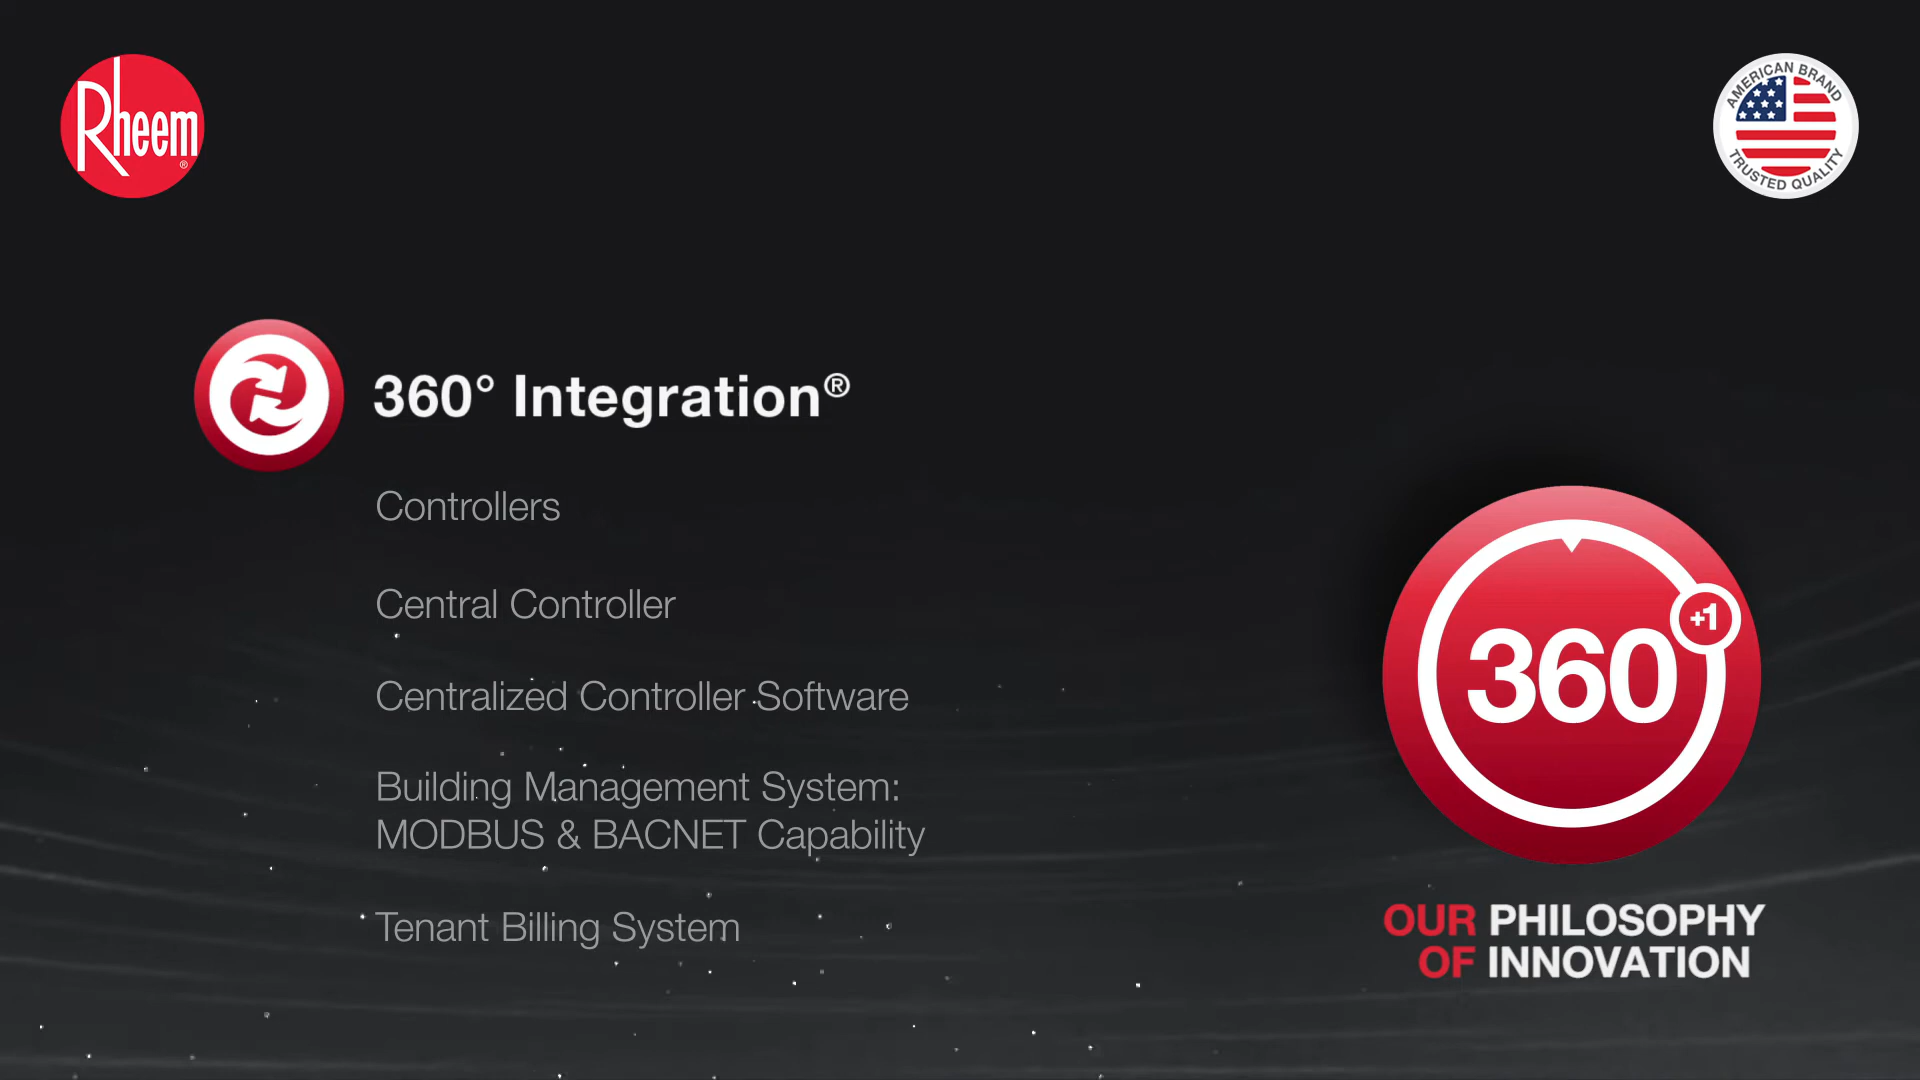 Rheem®
AMERICAN BRAND
TRUSTED QUALITY
360° Integration®
Controllers
Central Controller
Centralized Controller Software
Building Management System:
MODBUS & BACNET Capability
Tenant Billing System
+1
360
OUR PHILOSOPHY
OF INNOVATION